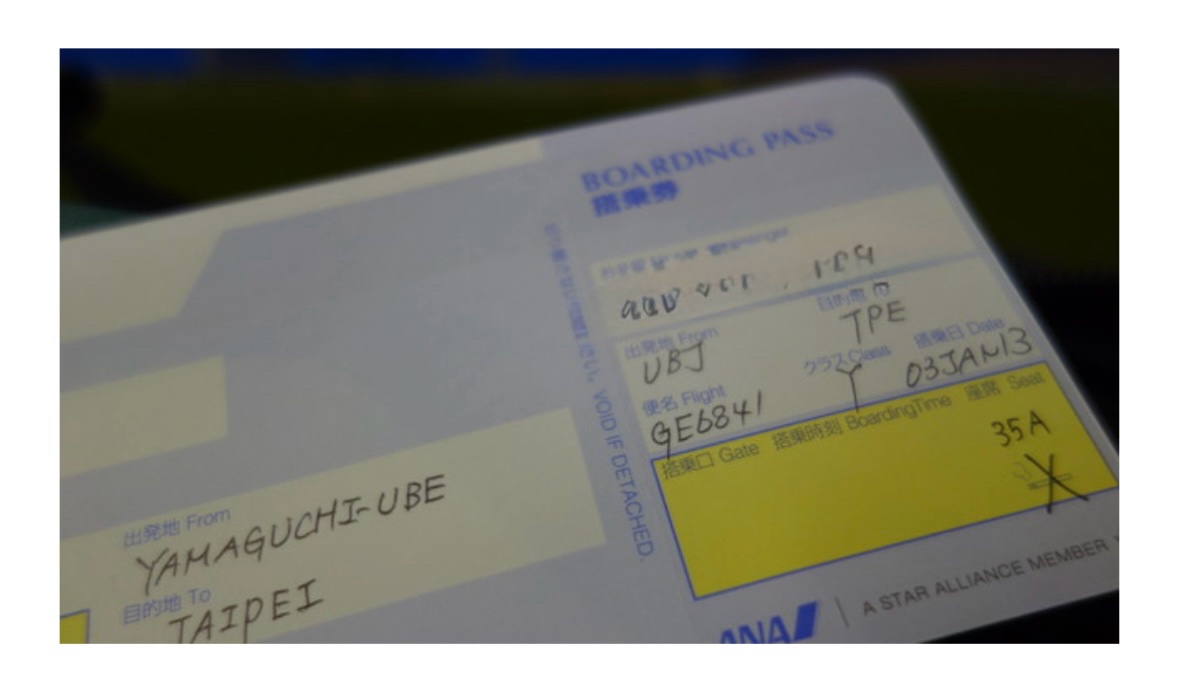 BOARDING PASS
搭乗券
出発地 From
UBJ
目的地
TPE
便名 Flight
GE6841
クラス Class
Y
搭乗日 Date
03JAN13
搭乗口 Gate 搭乗時刻 BoardingTime 座席 Seat
35A
VOID IF DETACHED.
出発地 From
YAMAGUCHI-UBE
目的地 To
TAIPEI
ANA
A STAR ALLIANCE MEMBER